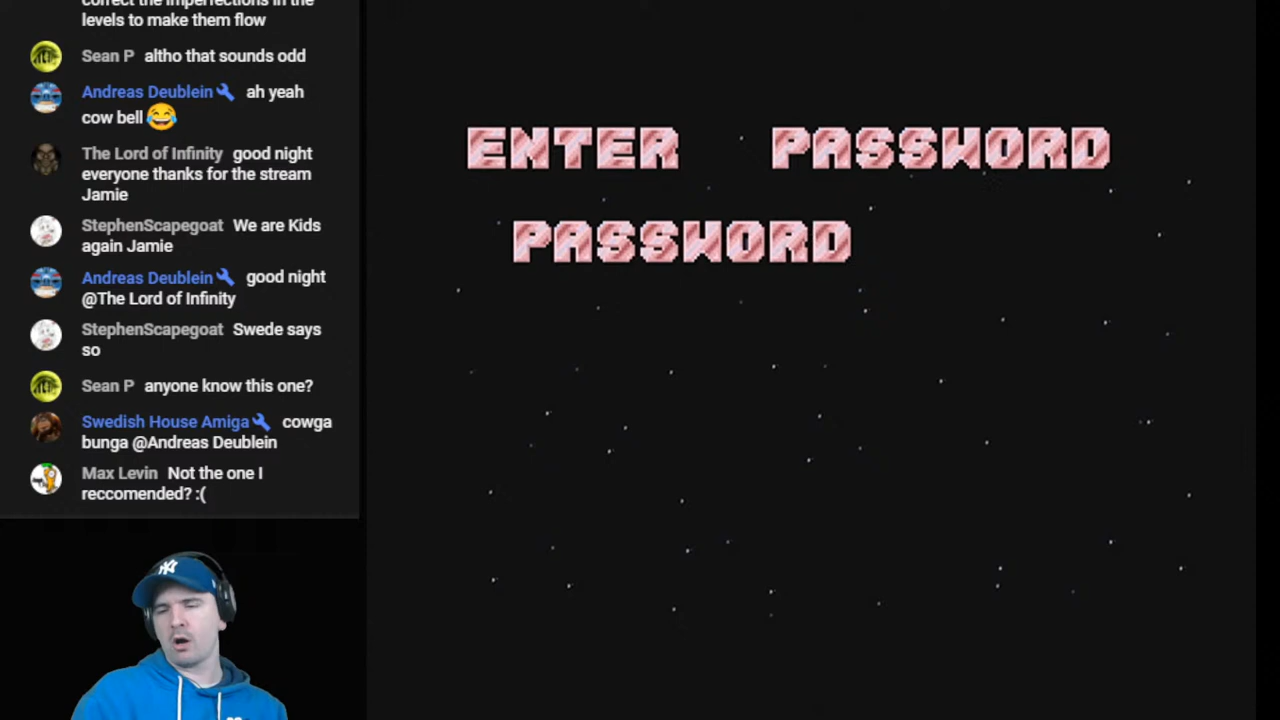 correct the imperfections in the
levels to make them flow
Sean P altho that sounds odd
Andreas Deublein ah yeah
cow bell
The Lord of Infinity good night
everyone thanks for the stream
Jamie
StephenScapegoat We are Kids
again Jamie
Andreas Deublein good night
@The Lord of Infinity
StephenScapegoat Swede says
so
Sean P anyone know this one?
Swedish House Amiga cowga
bunga @Andreas Deublein
Max Levin Not the one I
reccomended? :(
ENTER PASSWORD
PASSWORD
NY